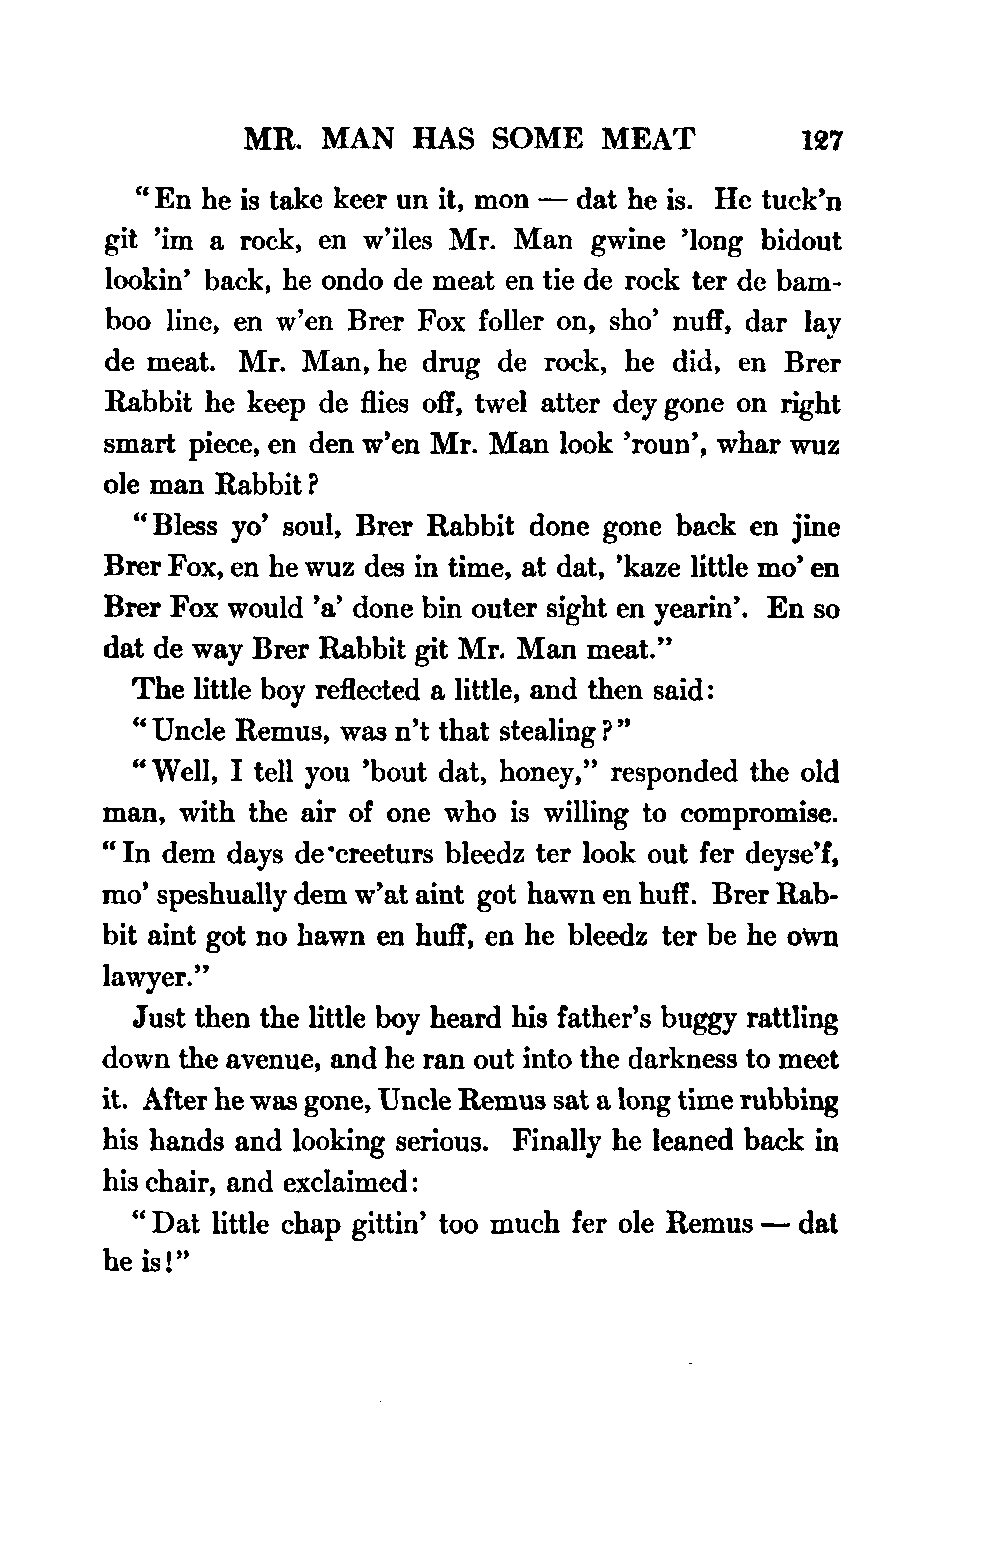 MR. MAN HAS SOME MEAT 127
"En he is take keer un it, mon — dat he is. He tuck'n
git 'im a rock, en w'iles Mr. Man gwine 'long bidout
lookin' back, he ondo de meat en tie de rock ter de bam-
boo line, en w'en Brer Fox foller on, sho' nuff, dar lay
de meat. Mr. Man, he drug de rock, he did, en Brer
Rabbit he keep de flies off, twel atter dey gone on right
smart piece, en den w'en Mr. Man look 'roun', whar wuz
ole man Rabbit?
"Bless yo' soul, Brer Rabbit done gone back en jine
Brer Fox, en he wuz des in time, at dat, 'kaze little mo' en
Brer Fox would 'a' done bin outer sight en yearin'. En so
dat de way Brer Rabbit git Mr. Man meat."
The little boy reflected a little, and then said:
"Uncle Remus, was n't that stealing?"
"Well, I tell you 'bout dat, honey," responded the old
man, with the air of one who is willing to compromise.
"In dem days de creeturs bleedz ter look out fer deyse'f,
mo' speshually dem w'at aint got hawn en huff. Brer Rab-
bit aint got no hawn en huff, en he bleedz ter be he own
lawyer."
Just then the little boy heard his father's buggy rattling
down the avenue, and he ran out into the darkness to meet
it. After he was gone, Uncle Remus sat a long time rubbing
his hands and looking serious. Finally he leaned back in
his chair, and exclaimed:
"Dat little chap gittin' too much fer ole Remus — dat
he is!"